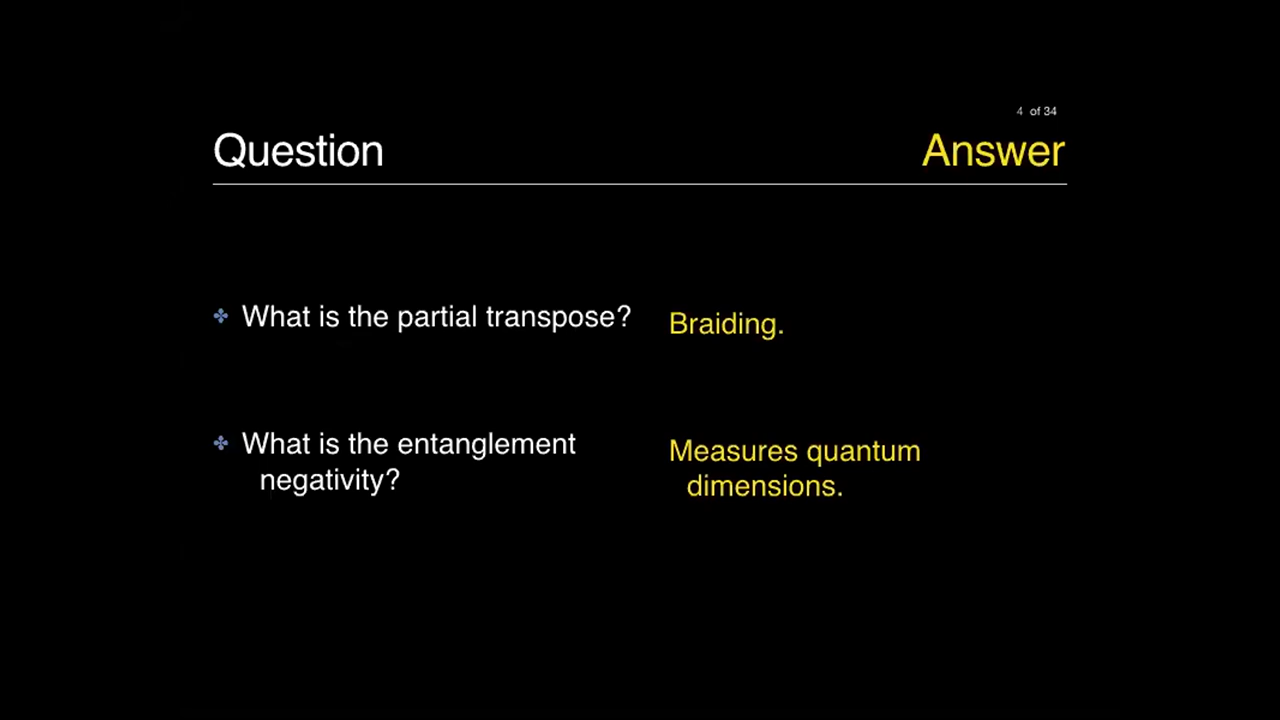 4 of 34
Question
Answer
What is the partial transpose?
Braiding.
What is the entanglement
negativity?
Measures quantum
dimensions.